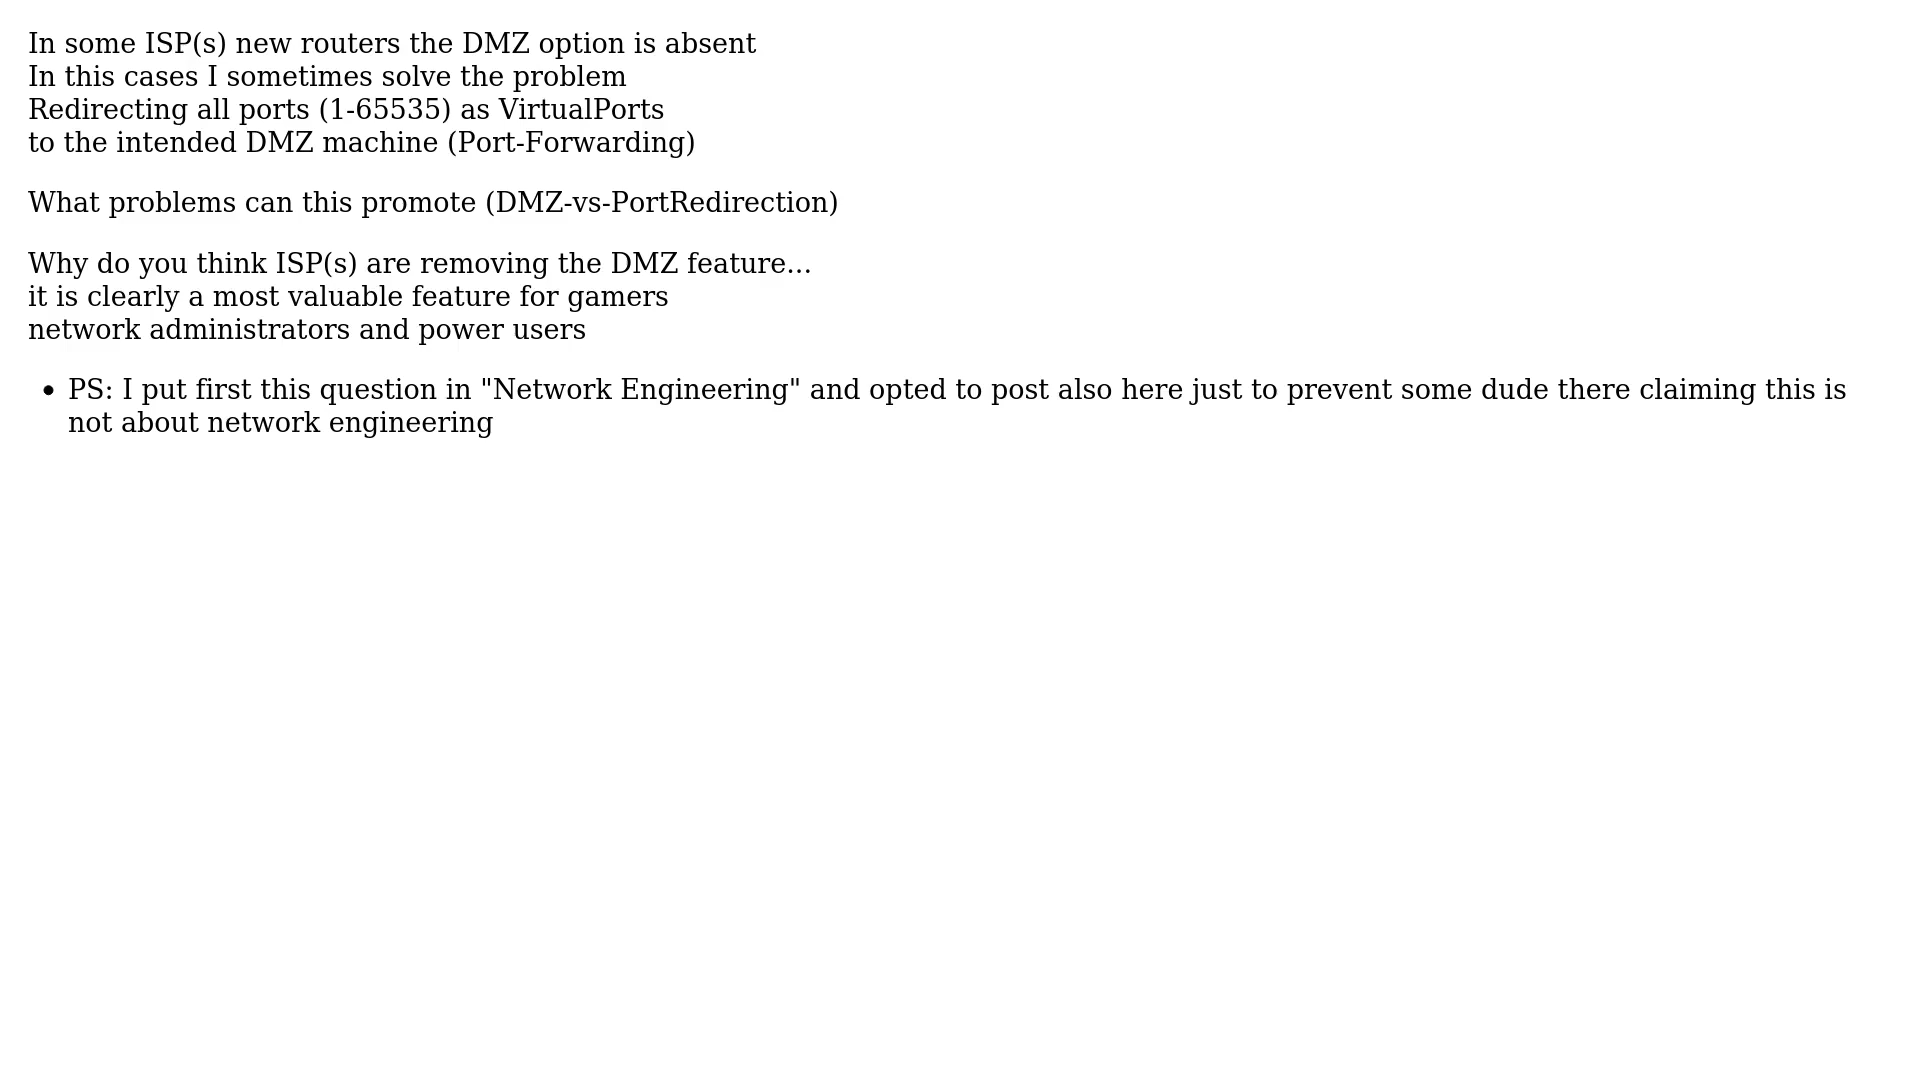 In some ISP(s) new routers the DMZ option is absent
In this cases I sometimes solve the problem
Redirecting all ports (1-65535) as VirtualPorts
to the intended DMZ machine (Port-Forwarding)
What problems can this promote (DMZ-vs-PortRedirection)
Why do you think ISP(s) are removing the DMZ feature...
it is clearly a most valuable feature for gamers
network administrators and power users
• PS: I put first this question in "Network Engineering" and opted to post also here just to prevent some dude there claiming this is
not about network engineering